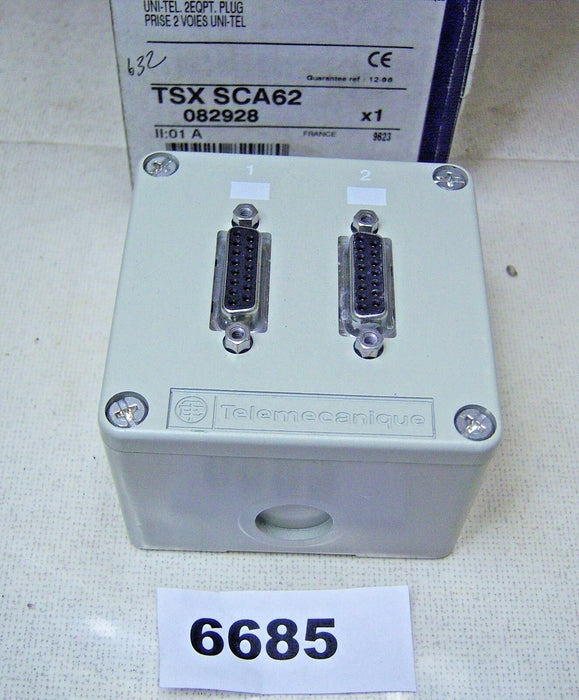 UNI-TEL. 2EQPT. PLUG
PRISE 2 VOIES UNI-TEL
632
CE
Guarantee ref : 12-96
TSX SCA62
082928 x1
II:01 A FRANCE 9623
1 2
Telemecanique
6685